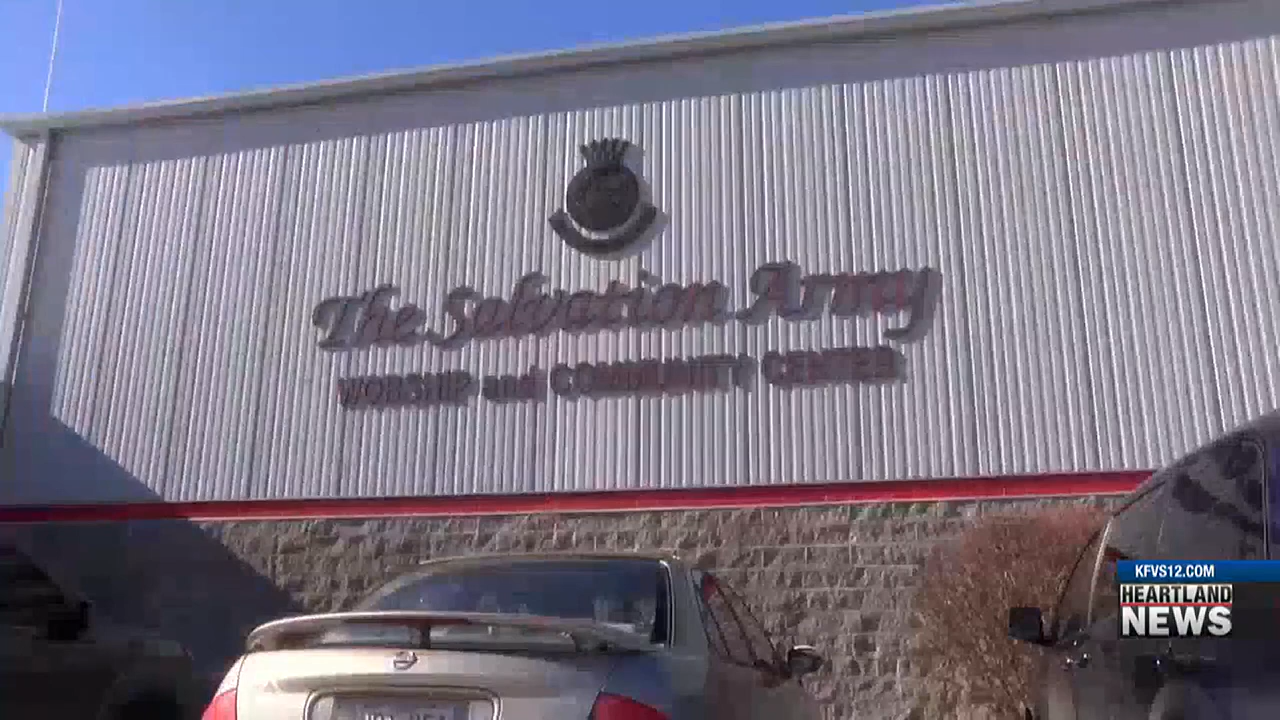 The Salvation Army
WORSHIP and COMMUNITY CENTER
KFVS12.COM
HEARTLAND
NEWS